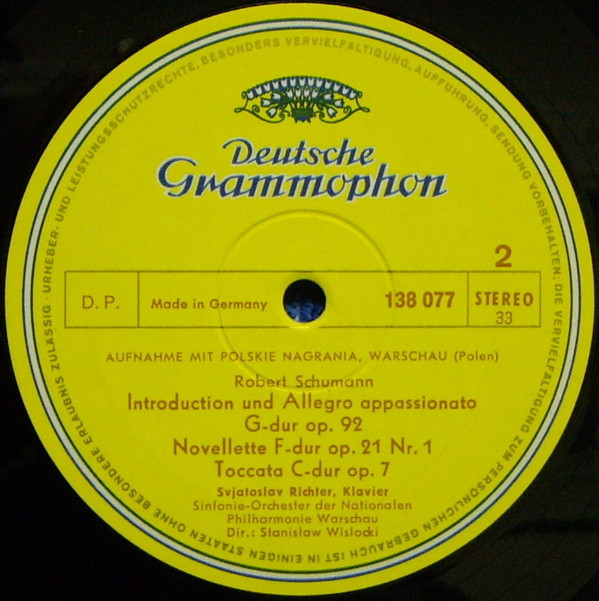 URHEBER- UND LEISTUNGSSCHUTZRECHTE, BESONDERS VERVIELFÄLTIGUNG, AUFFÜHRUNG, SENDUNG VORBEHALTEN. DIE VERVIELFÄLTIGUNG ZUM PERSÖNLICHEN GEBRAUCH IST IN EINIGEN STAATEN OHNE BESONDERE ERLAUBNIS ZULÄSSIG ·
Deutsche
Grammophon
2
D. P.
Made in Germany
138 077
STEREO
33
AUFNAHME MIT POLSKIE NAGRANIA, WARSCHAU (Polen)
Robert Schumann
Introduction und Allegro appassionato
G-dur op. 92
Novellette F-dur op. 21 Nr. 1
Toccata C-dur op. 7
Svjatoslav Richter, Klavier
Sinfonie-Orchester der Nationalen
Philharmonie Warschau
Dir.: Stanislaw Wislocki